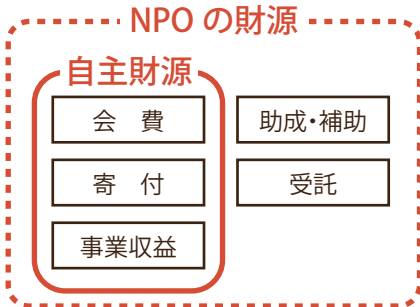 NPO の財源
自主財源
会　費
助成・補助
寄　付
受託
事業収益